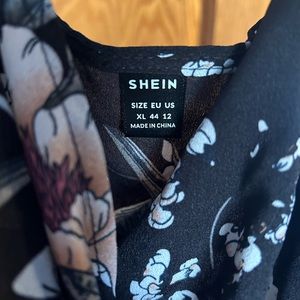 SHEIN
SIZE EU US
XL 44 12
MADE IN CHINA